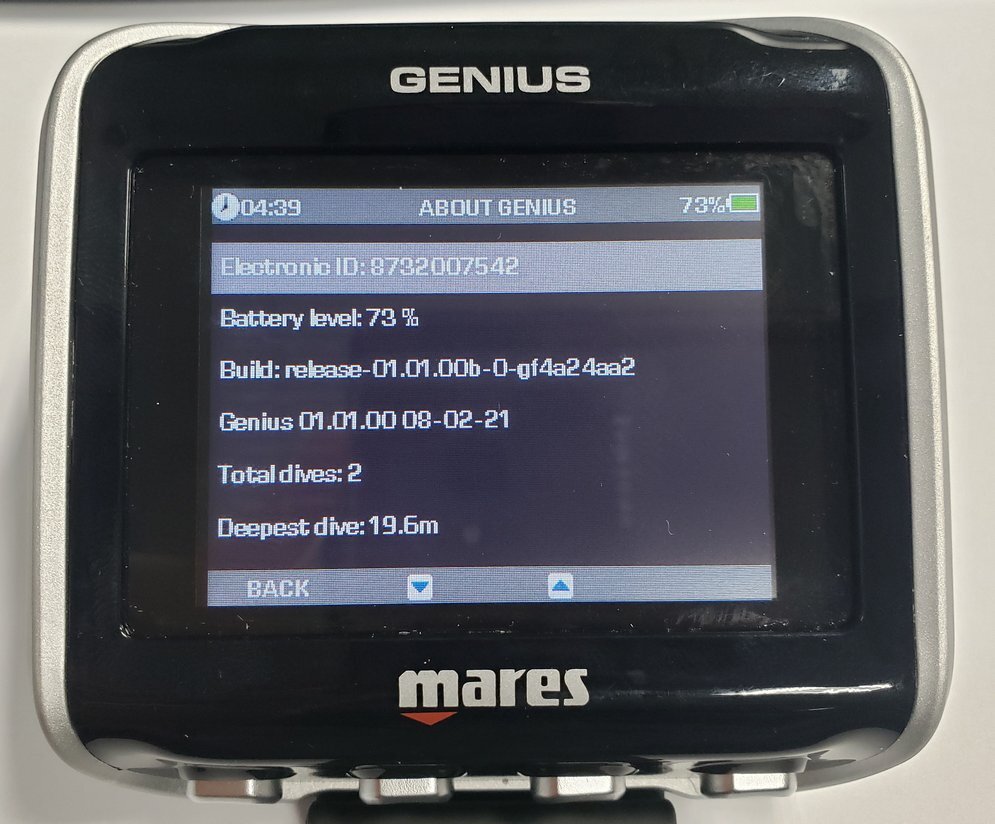 GENIUS
04:39 ABOUT GENIUS 73%
Electronic ID: 8732007542
Battery level: 73 %
Build: release-01.01.00b-0-gf4a24aa2
Genius 01.01.00 08-02-21
Total dives: 2
Deepest dive: 19.6m
BACK
mares